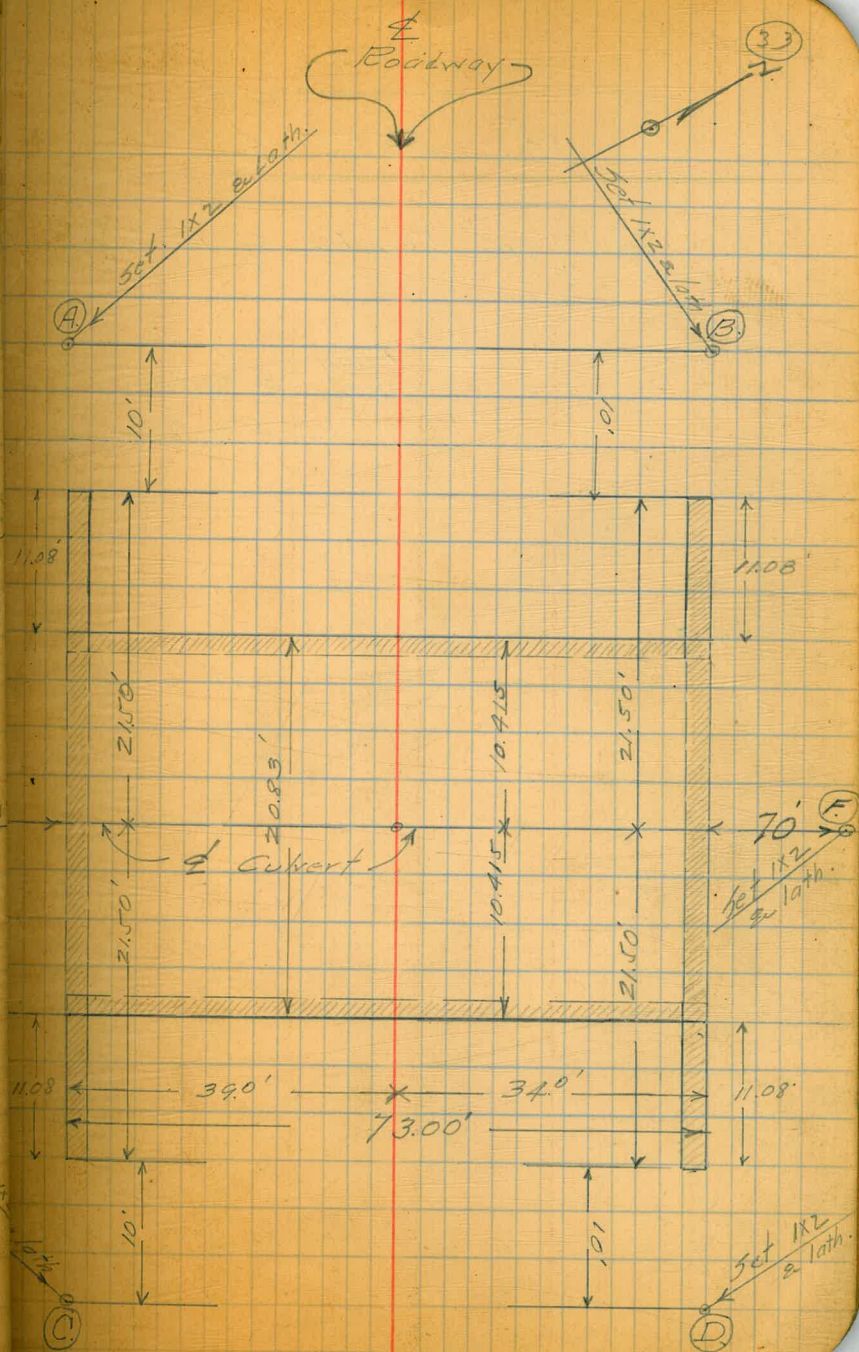 ℄
Roadway
33
N
Set 1x2 & Lath.
Set 1x2 & lath
A.
B.
10'
10'
11.08'
11.08'
21.50'
20.83'
10.415
21.50'
℄ Culvert
70'
F.
Set 1x2
& lath.
21.50'
10.415
21.50'
11.08
39.0'
34.0'
11.08'
73.00'
10'
10'
Set 1x2
& lath.
lath
C.
D.